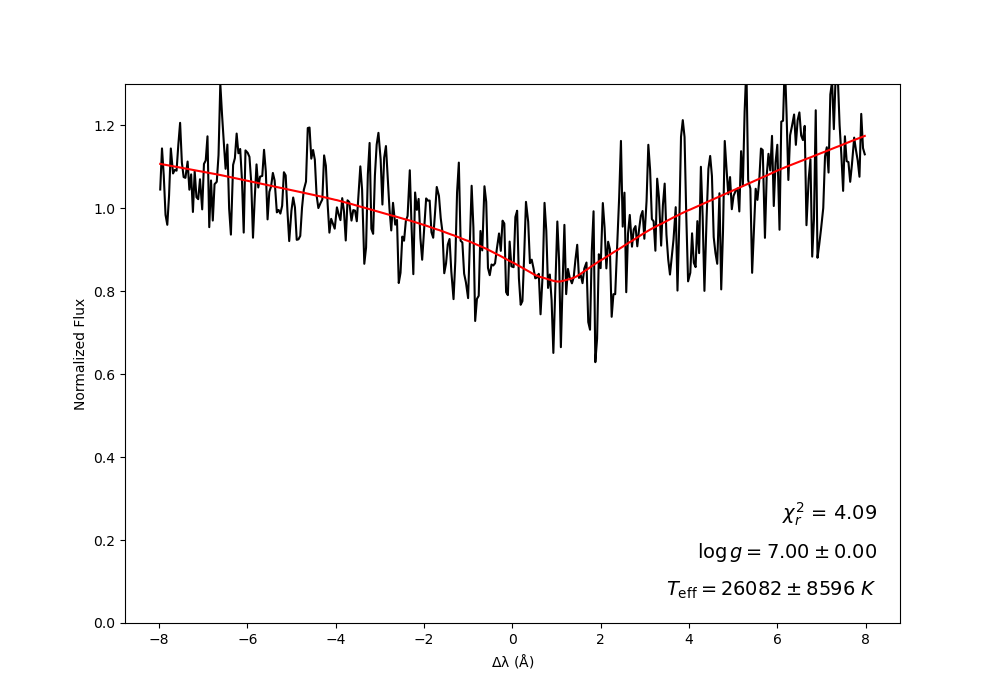 1.2
1.0
0.8
0.6
0.4
0.2
0.0
Normalized Flux
χ²ᵣ = 4.09
log g = 7.00 ± 0.00
T_eff = 26082 ± 8596 K
−8 −6 −4 −2 0 2 4 6 8
Δλ (Å)